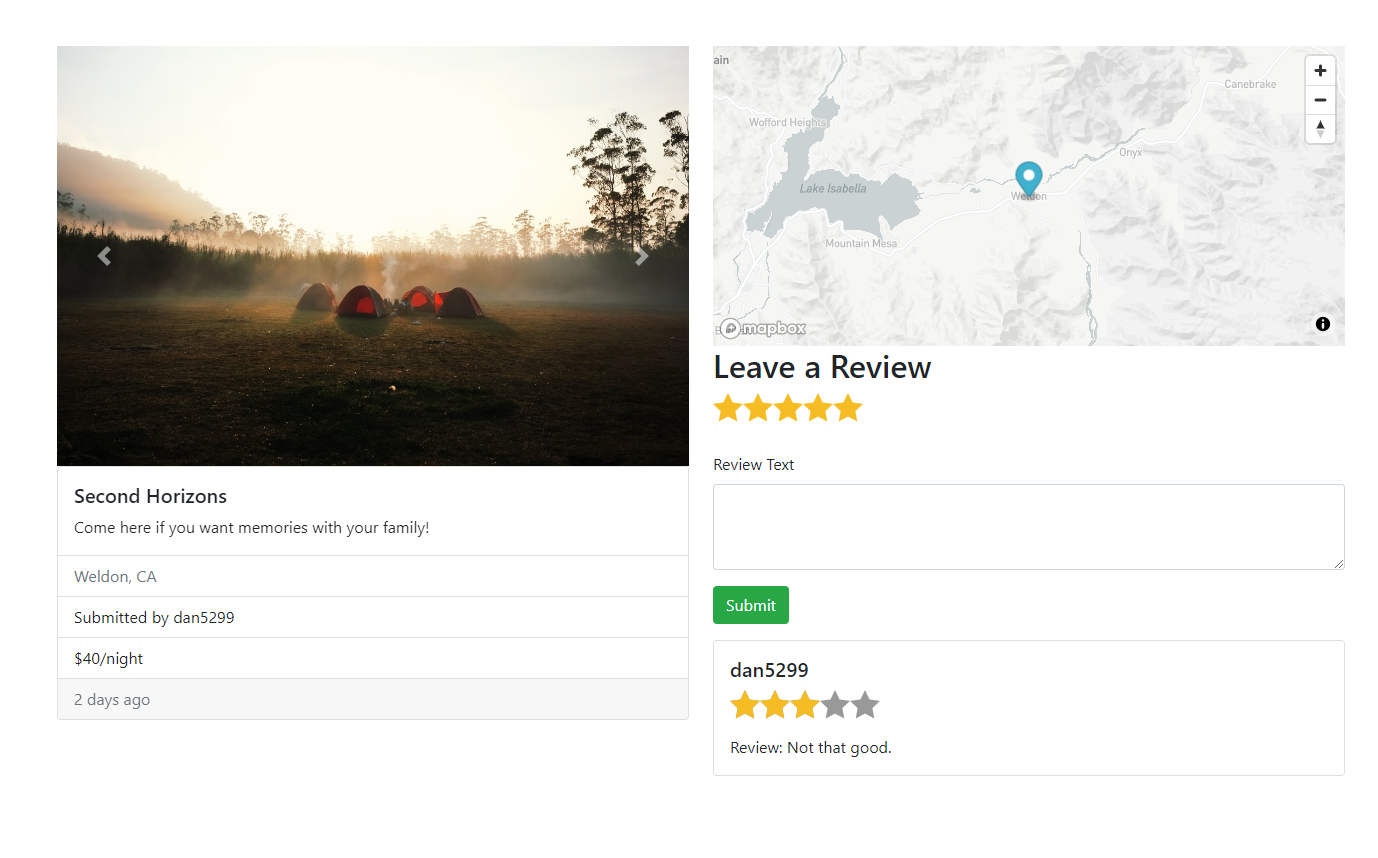 Second Horizons
Come here if you want memories with your family!
Weldon, CA
Submitted by dan5299
$40/night
2 days ago
ain
Canebrake
Wofford Heights
Onyx
Lake Isabella
Weldon
Mountain Mesa
mapbox
Leave a Review
Review Text
Submit
dan5299
Review: Not that good.